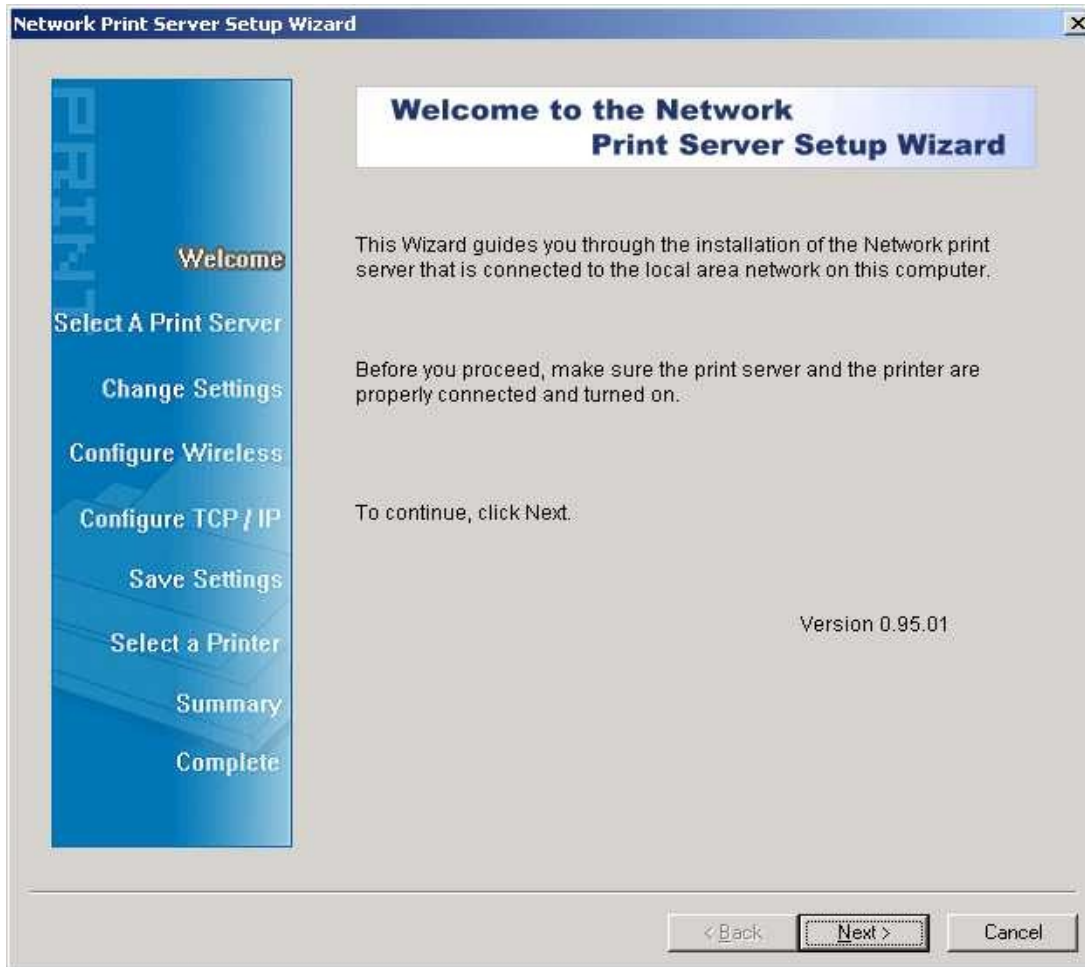 Network Print Server Setup Wizard
PRINT
Welcome
Select A Print Server
Change Settings
Configure Wireless
Configure TCP / IP
Save Settings
Select a Printer
Summary
Complete
Welcome to the Network
Print Server Setup Wizard
This Wizard guides you through the installation of the Network print
server that is connected to the local area network on this computer.
Before you proceed, make sure the print server and the printer are
properly connected and turned on.
To continue, click Next.
Version 0.95.01
< Back
Next >
Cancel